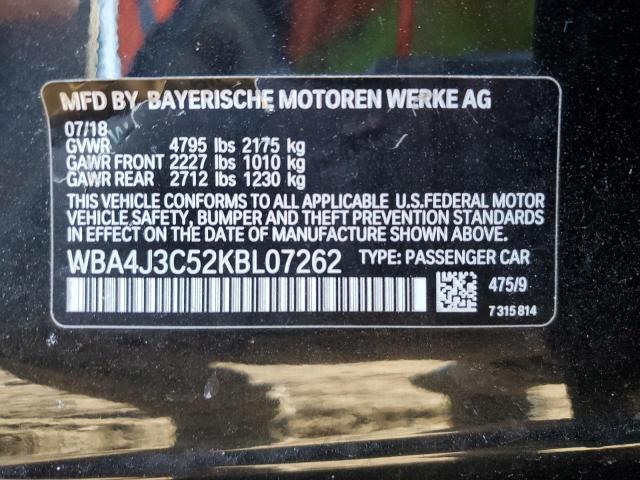 MFD BY BAYERISCHE MOTOREN WERKE AG
07/18
GVWR 4795 lbs 2175 kg
GAWR FRONT 2227 lbs 1010 kg
GAWR REAR 2712 lbs 1230 kg
THIS VEHICLE CONFORMS TO ALL APPLICABLE U.S.FEDERAL MOTOR
VEHICLE SAFETY, BUMPER AND THEFT PREVENTION STANDARDS
IN EFFECT ON THE DATE OF MANUFACTURE SHOWN ABOVE.
WBA4J3C52KBL07262 TYPE: PASSENGER CAR
475/9
7 315 814